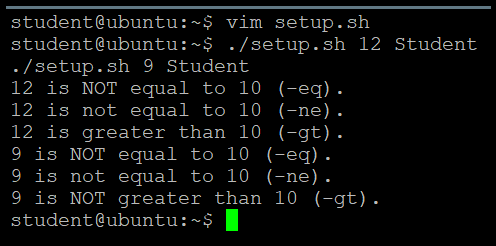 student@ubuntu:~$ vim setup.sh
student@ubuntu:~$ ./setup.sh 12 Student
./setup.sh 9 Student
12 is NOT equal to 10 (-eq).
12 is not equal to 10 (-ne).
12 is greater than 10 (-gt).
9 is NOT equal to 10 (-eq).
9 is not equal to 10 (-ne).
9 is NOT greater than 10 (-gt).
student@ubuntu:~$